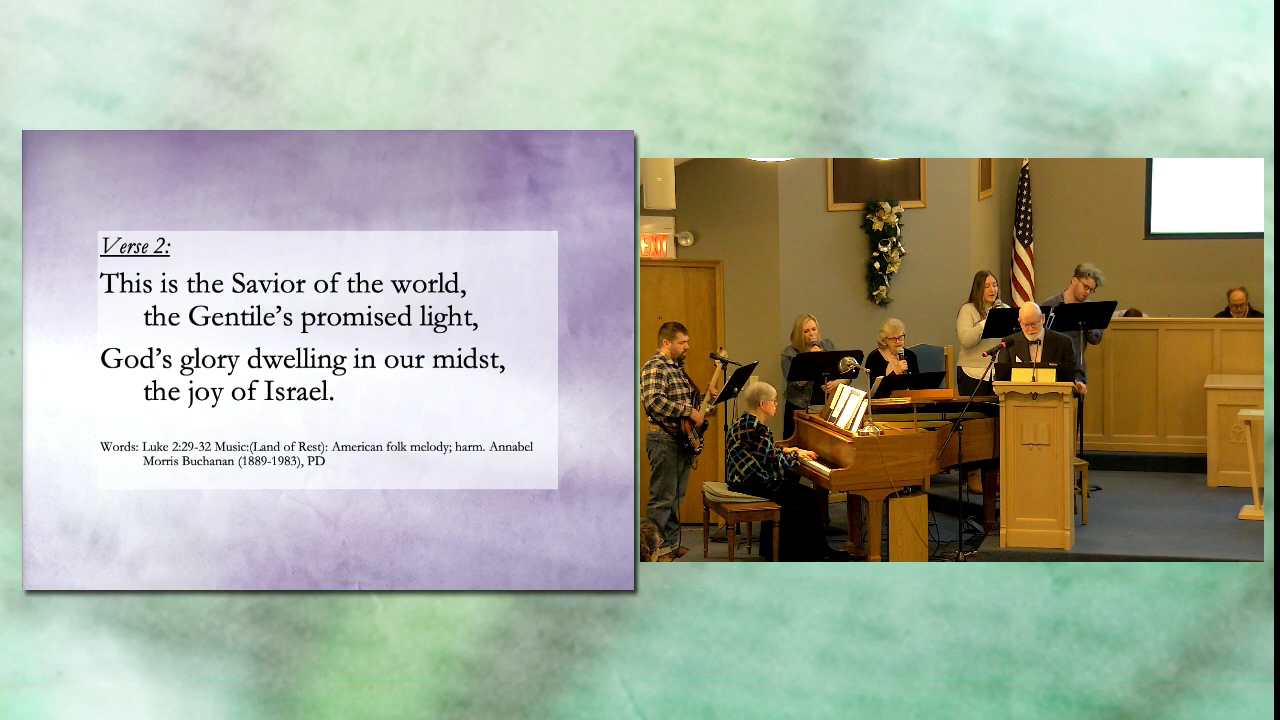 Verse 2:
This is the Savior of the world,
the Gentile’s promised light,
God’s glory dwelling in our midst,
the joy of Israel.
Words: Luke 2:29-32 Music:(Land of Rest): American folk melody; harm. Annabel
Morris Buchanan (1889-1983), PD
EXIT